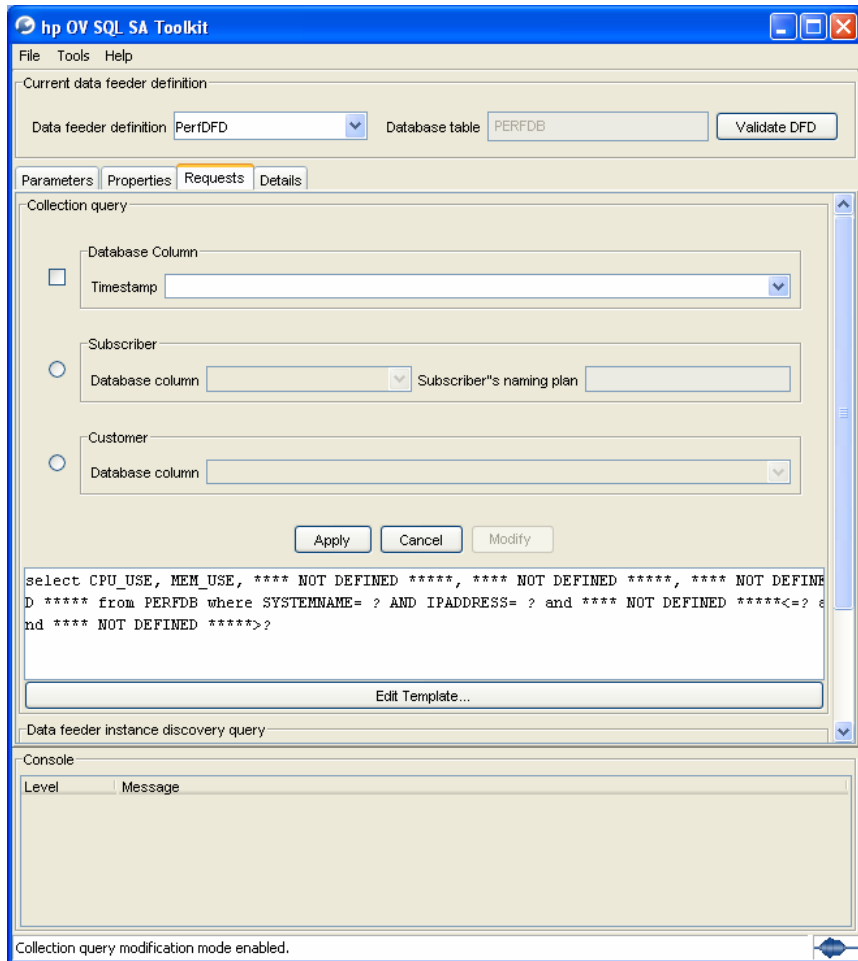 hp OV SQL SA Toolkit
File Tools Help
Current data feeder definition
Data feeder definition PerfDFD Database table PERFDB Validate DFD
Parameters Properties Requests Details
Collection query
Database Column
Timestamp
Subscriber
Database column Subscriber"s naming plan
Customer
Database column
Apply Cancel Modify
select CPU_USE, MEM_USE, **** NOT DEFINED *****, **** NOT DEFINED *****, **** NOT DEFINE
D ***** from PERFDB where SYSTEMNAME= ? AND IPADDRESS= ? and **** NOT DEFINED *****<=? a
nd **** NOT DEFINED *****>?
Edit Template...
Data feeder instance discovery query
Console
Level Message
Collection query modification mode enabled.